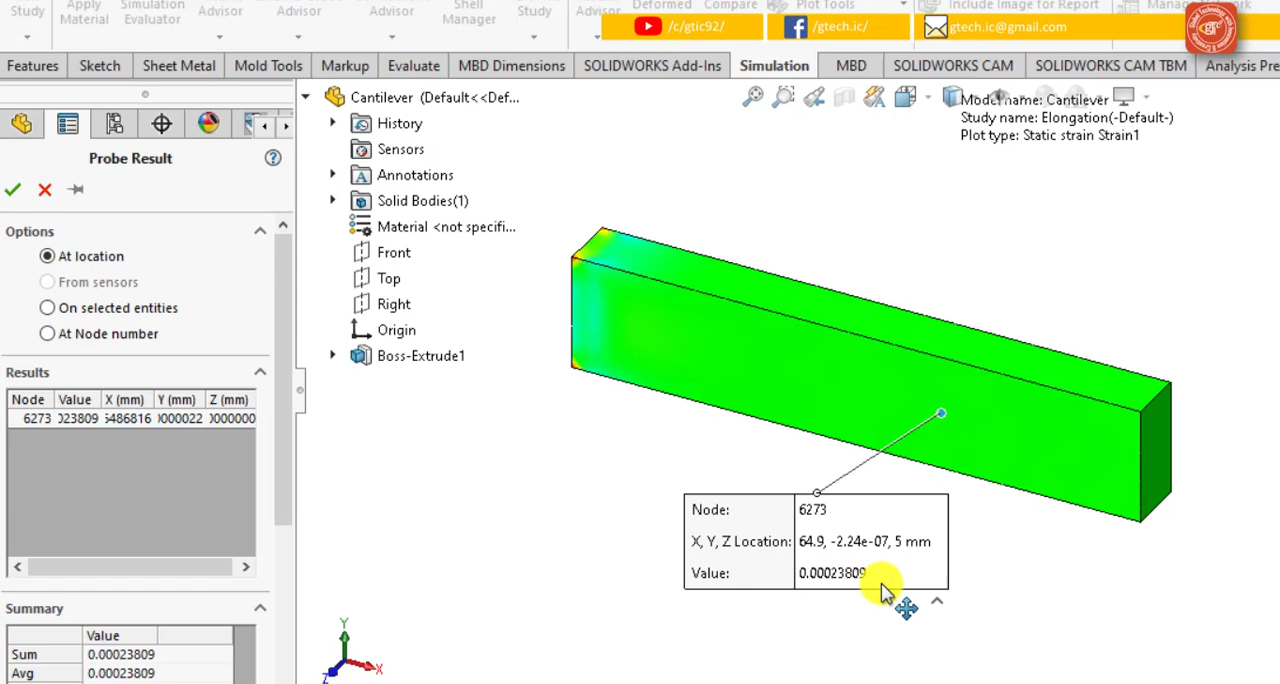 Deformed Compare Plot Tools Include Image for Report
Study Apply Material Simulation Evaluator Advisor Advisor Advisor Shell Manager Study Advisor
/c/gtic92/ /gtech.ic/ gtech.ic@gmail.com
Features Sketch Sheet Metal Mold Tools Markup Evaluate MBD Dimensions SOLIDWORKS Add-Ins Simulation MBD SOLIDWORKS CAM SOLIDWORKS CAM TBM Analysis Pre
Probe Result
Options
At location
From sensors
On selected entities
At Node number
Results
Node Value X (mm) Y (mm) Z (mm)
6273 023809 5486816 0000022 0000000
Summary
Value
Sum 0.00023809
Avg 0.00023809
Cantilever (Default<<Def...
History
Sensors
Annotations
Solid Bodies(1)
Material <not specifi...
Front
Top
Right
Origin
Boss-Extrude1
Model name: Cantilever
Study name: Elongation(-Default-)
Plot type: Static strain Strain1
Node: 6273
X, Y, Z Location: 64.9, -2.24e-07, 5 mm
Value: 0.00023809
Y
X
Z